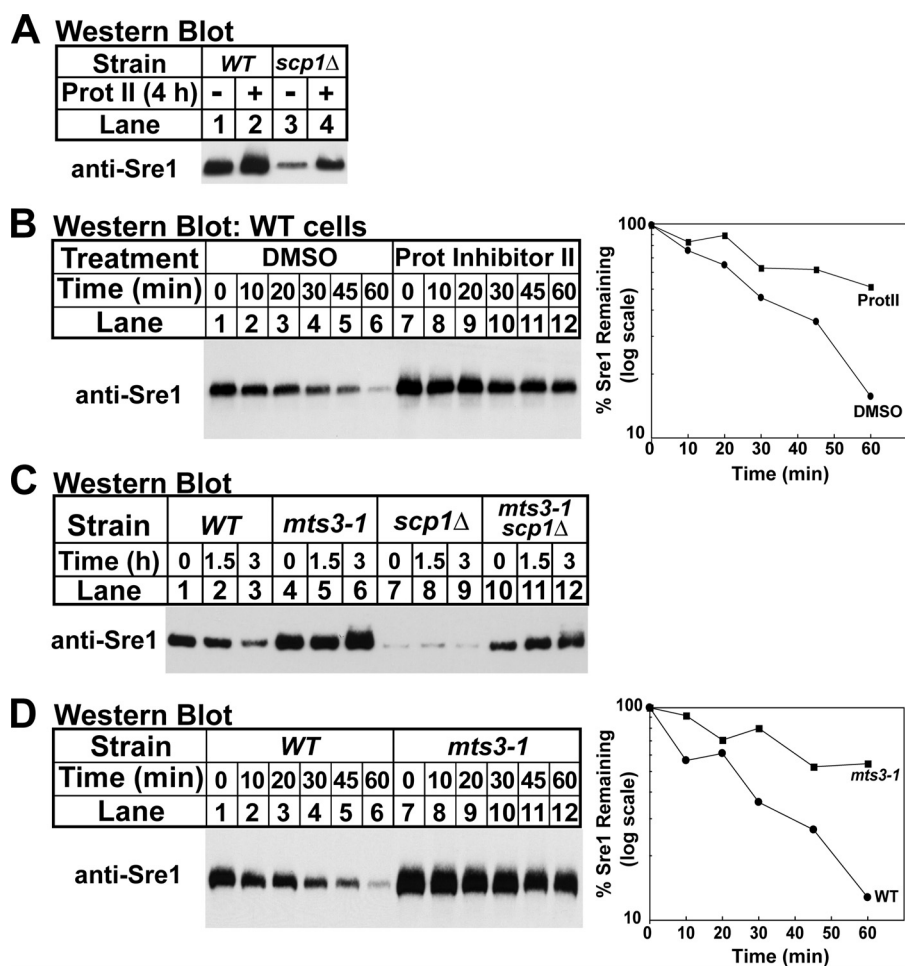 A Western Blot
Strain WT scp1Δ
Prot II (4 h) - + - +
Lane 1 2 3 4
anti-Sre1
B Western Blot: WT cells
Treatment DMSO Prot Inhibitor II
Time (min) 0 10 20 30 45 60 0 10 20 30 45 60
Lane 1 2 3 4 5 6 7 8 9 10 11 12
anti-Sre1
% Sre1 Remaining
(log scale)
100
ProtII
DMSO
10
0 10 20 30 40 50 60
Time (min)
C Western Blot
Strain WT mts3-1 scp1Δ mts3-1
scp1Δ
Time (h) 0 1.5 3 0 1.5 3 0 1.5 3 0 1.5 3
Lane 1 2 3 4 5 6 7 8 9 10 11 12
anti-Sre1
D Western Blot
Strain WT mts3-1
Time (min) 0 10 20 30 45 60 0 10 20 30 45 60
Lane 1 2 3 4 5 6 7 8 9 10 11 12
anti-Sre1
% Sre1 Remaining
(log scale)
100
mts3-1
WT
10
0 10 20 30 40 50 60
Time (min)